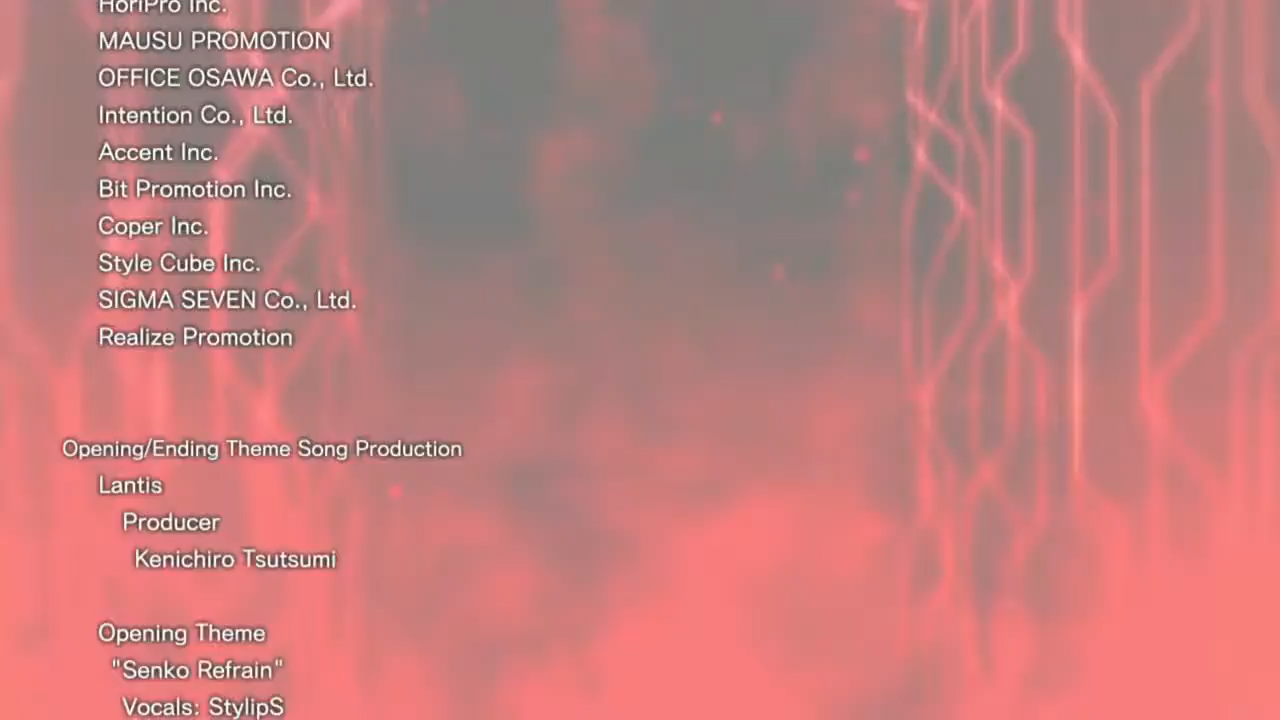 HoriPro Inc.
MAUSU PROMOTION
OFFICE OSAWA Co., Ltd.
Intention Co., Ltd.
Accent Inc.
Bit Promotion Inc.
Coper Inc.
Style Cube Inc.
SIGMA SEVEN Co., Ltd.
Realize Promotion
Opening/Ending Theme Song Production
Lantis
Producer
Kenichiro Tsutsumi
Opening Theme
"Senko Refrain"
Vocals: StylipS